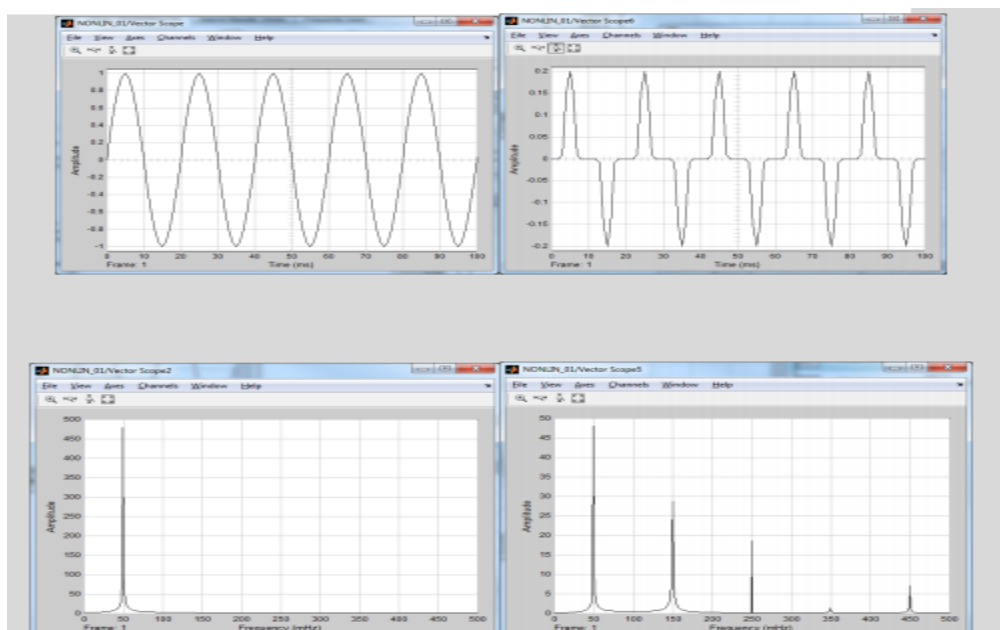 NONLIN_01/Vector Scope
File View Axes Channels Window Help
1
0.8
0.6
0.4
0.2
0
-0.2
-0.4
-0.6
-0.8
-1
Amplitude
0 10 20 30 40 50 60 70 80 90 100
Frame: 1 Time (ms)
NONLIN_01/Vector Scope6
File View Axes Channels Window Help
0.2
0.15
0.1
0.05
0
-0.05
-0.1
-0.15
-0.2
Amplitude
0 10 20 30 40 50 60 70 80 90 100
Frame: 1 Time (ms)
NONLIN_01/Vector Scope2
File View Axes Channels Window Help
500
450
350
300
250
200
150
100
50
0
Amplitude
0 50 100 150 200 250 300 350 400 450 500
Frame: 1 Frequency (mHz)
NONLIN_01/Vector Scope5
File View Axes Channels Window Help
50
45
40
35
30
25
20
15
10
5
0
Amplitude
0 50 100 150 200 250 300 350 400 450 500
Frame: 1 Frequency (mHz)